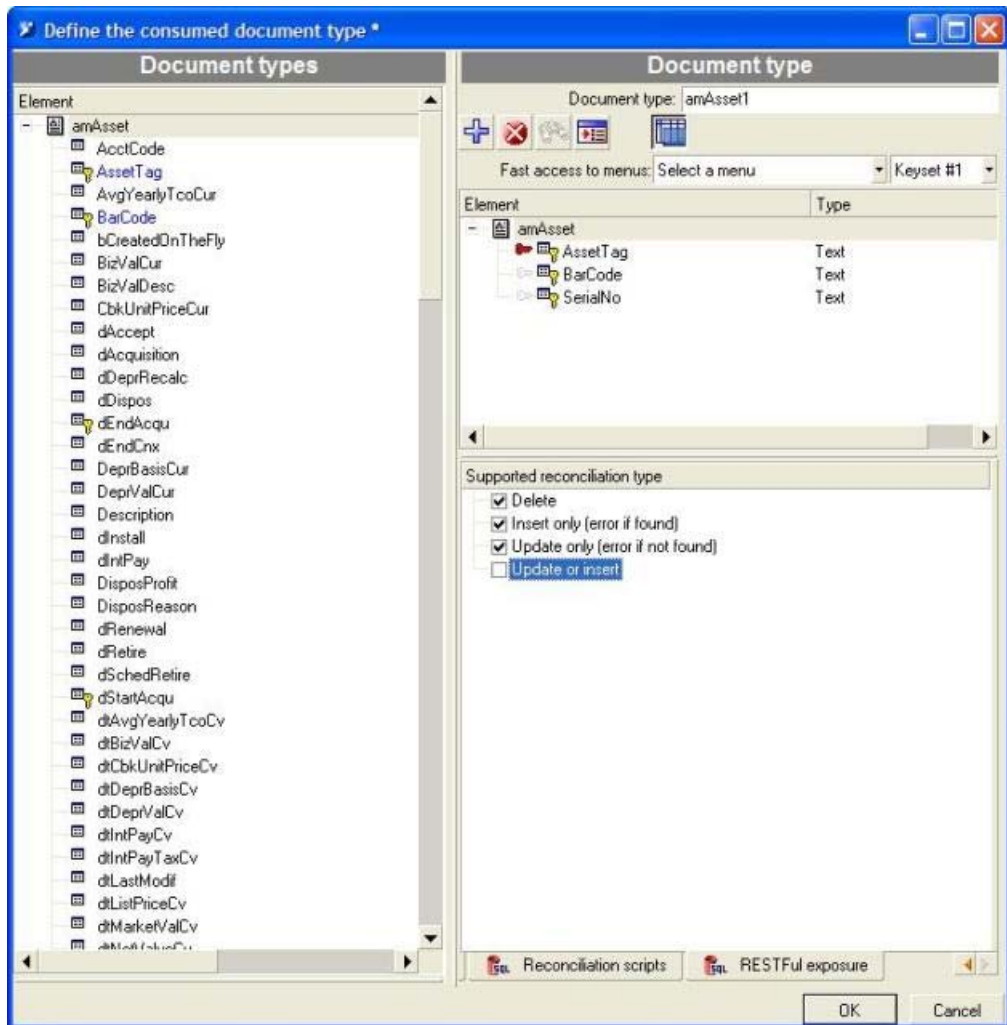 Define the consumed document type *
Document types
Element
amAsset
AcctCode
AssetTag
AvgYearlyTcoCur
BarCode
bCreatedOnTheFly
BizValCur
BizValDesc
CbkUnitPriceCur
dAccept
dAcquisition
dDeprRecalc
dDispos
dEndAcqu
dEndCnx
DeprBasisCur
DeprValCur
Description
dInstall
dIntPay
DisposProfit
DisposReason
dRenewal
dRetire
dSchedRetire
dStartAcqu
dtAvgYearlyTcoCv
dtBizValCv
dtCbkUnitPriceCv
dtDeprBasisCv
dtDeprValCv
dtIntPayCv
dtIntPayTaxCv
dtLastModif
dtListPriceCv
dtMarketValCv
Document type
Document type: amAsset1
Fast access to menus: Select a menu Keyset #1
Element Type
amAsset
AssetTag Text
BarCode Text
SerialNo Text
Supported reconciliation type
Delete
Insert only (error if found)
Update only (error if not found)
Update or insert
SQL Reconciliation scripts SQL RESTFul exposure
OK Cancel